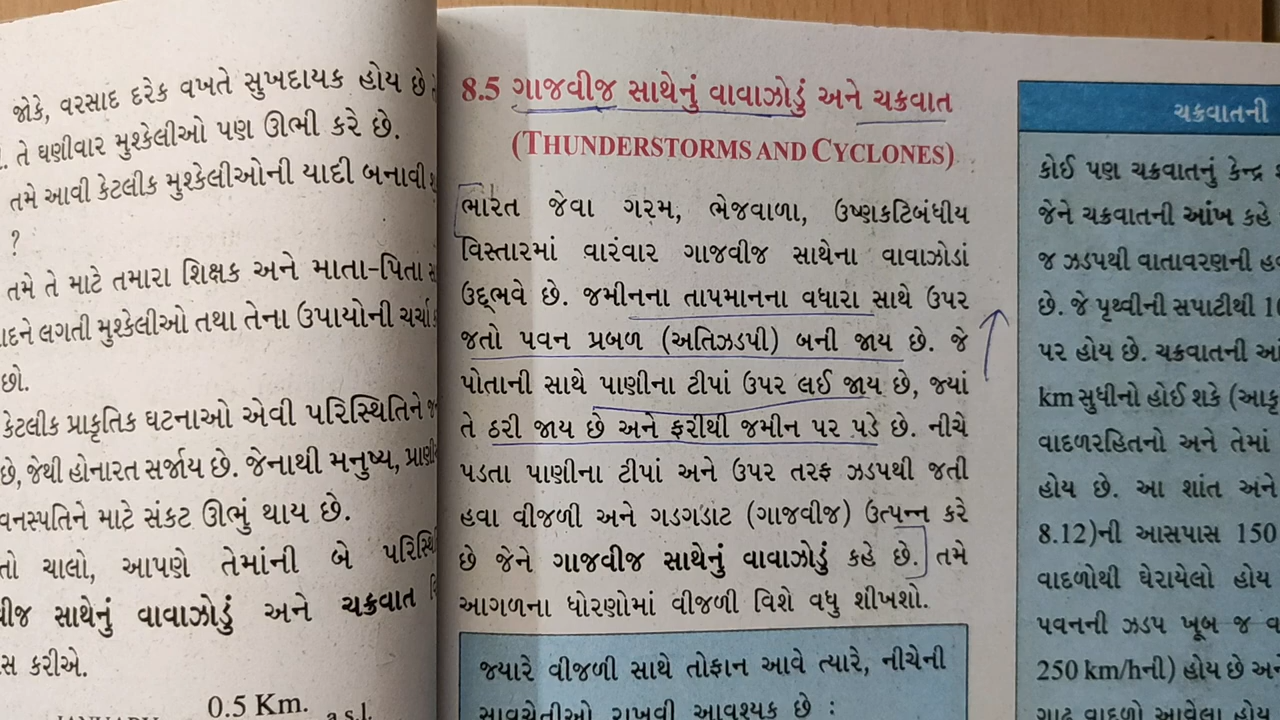 જોકે, વરસાદ દરેક વખતે સુખદાયક હોય છે
તે ઘણીવાર મુશ્કેલીઓ પણ ઊભી કરે છે.
તમે આવી કેટલીક મુશ્કેલીઓની યાદી બનાવી
?
તમે તે માટે તમારા શિક્ષક અને માતા-પિતા
લગતી મુશ્કેલીઓ તથા તેના ઉપાયોની ચર્ચા
છો.
કેટલીક પ્રાકૃતિક ઘટનાઓ એવી પરિસ્થિતિને
છે, જેથી હોનારત સર્જાય છે. જેનાથી મનુષ્ય,
વનસ્પતિને માટે સંકટ ઊભું થાય છે.
તો ચાલો, આપણે તેમાંની બે
સાથેનું વાવાઝોડું અને ચક્રવાત
કરીએ.
0.5 Km.
a.s.l.
8.5 ગાજવીજ સાથેનું વાવાઝોડું અને ચક્રવાત
(THUNDERSTORMS AND CYCLONES)
ભારત જેવા ગરમ, ભેજવાળા, ઉષ્ણકટિબંધીય
વિસ્તારમાં વારંવાર ગાજવીજ સાથેના વાવાઝોડાં
ઉદ્ભવે છે. જમીનના તાપમાનના વધારા સાથે ઉપર
જતો પવન પ્રબળ (અતિઝડપી) બની જાય છે. જે
પોતાની સાથે પાણીના ટીપાં ઉપર લઈ જાય છે, જ્યાં
તે ઠરી જાય છે અને ફરીથી જમીન પર પડે છે. નીચે
પડતા પાણીના ટીપાં અને ઉપર તરફ ઝડપથી જતી
હવા વીજળી અને ગડગડાટ (ગાજવીજ) ઉત્પન્ન કરે
છે જેને ગાજવીજ સાથેનું વાવાઝોડું કહે છે. તમે
આગળના ધોરણોમાં વીજળી વિશે વધુ શીખશો.
જ્યારે વીજળી સાથે તોફાન આવે ત્યારે, નીચેની
સાવચેતીઓ રાખવી આવશ્યક છે :
ચક્રવાતની
કોઈ પણ ચક્રવાતનું કેન્દ્ર
જેને ચક્રવાતની આંખ કહે
જ ઝડપથી વાતાવરણની
છે. જે પૃથ્વીની સપાટીથી
પર હોય છે. ચક્રવાતની
km સુધીનો હોઈ શકે
વાદળરહિતનો અને તેમાં
હોય છે. આ શાંત અને
8.12)ની આસપાસ 150
વાદળોથી ઘેરાયેલો હોય
પવનની ઝડપ ખૂબ જ
250 km/hની) હોય છે
ગાઢ વાદળો આવેલા હોય